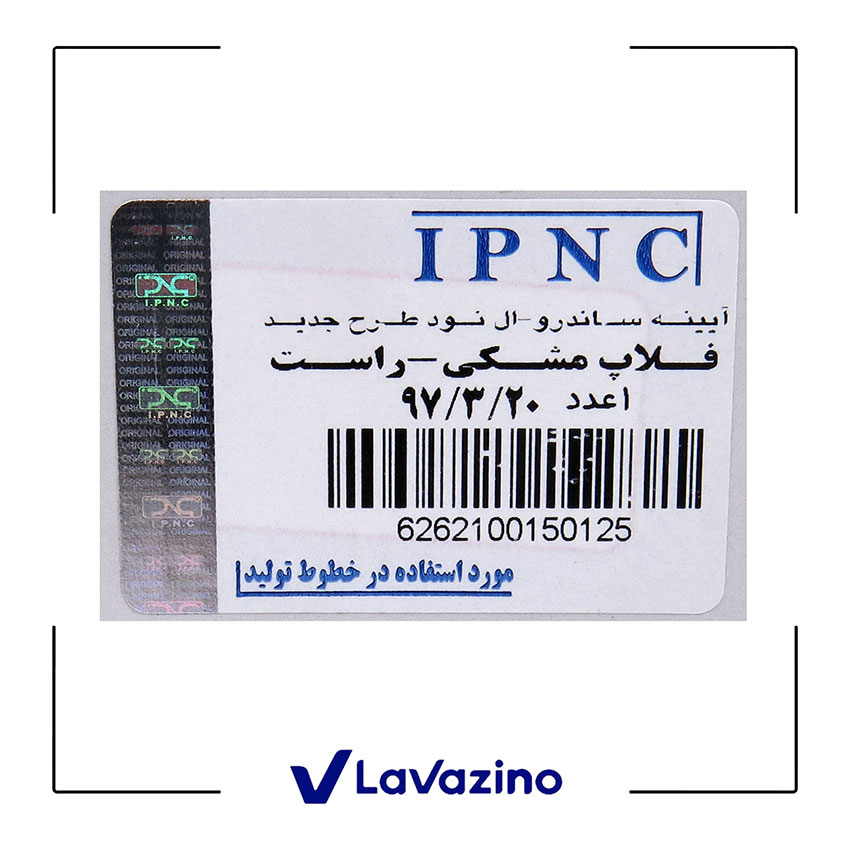 IPNC
آیینه ساندرو-ال نود طرح جدید
فلاپ مشکی-راست
۱عدد ۹۷/۳/۲۰
6262100150125
مورد استفاده در خطوط تولید
ORIGINAL
I.P.N.C
I.P.N.C
I.P.N.C
LaVazino